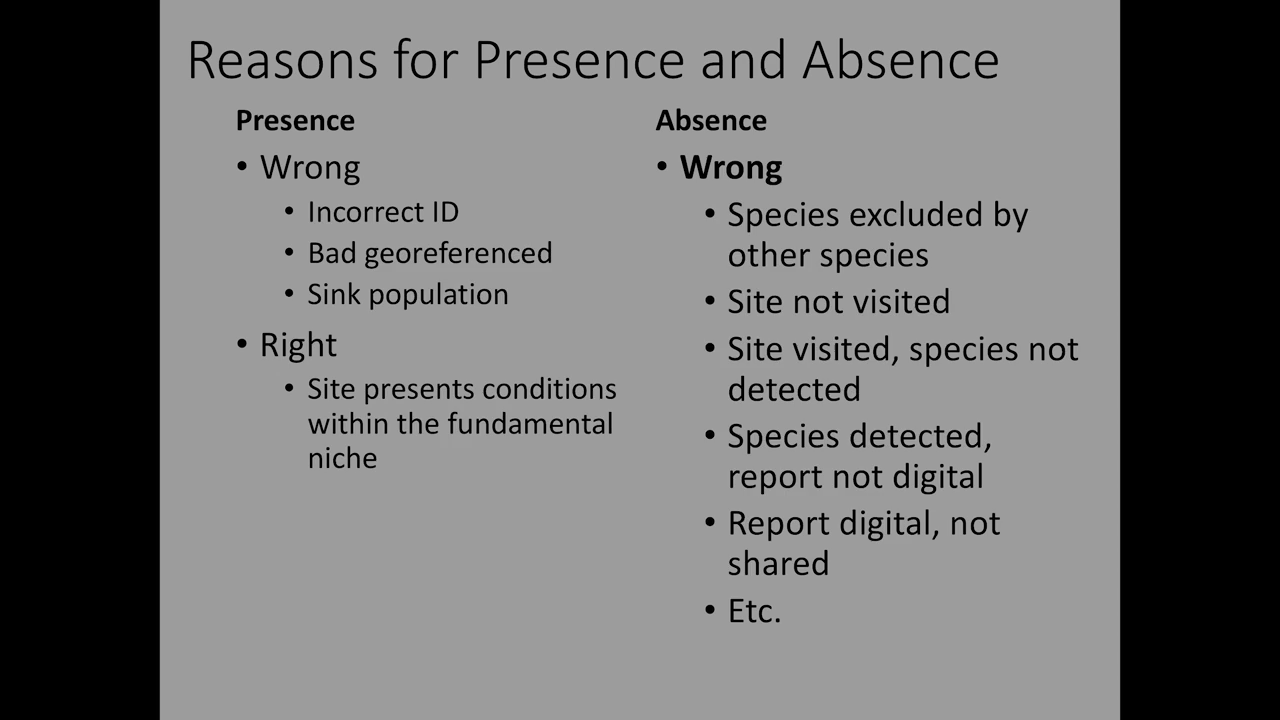 Reasons for Presence and Absence
Presence
• Wrong
• Incorrect ID
• Bad georeferenced
• Sink population
• Right
• Site presents conditions
within the fundamental
niche
Absence
• Wrong
• Species excluded by
other species
• Site not visited
• Site visited, species not
detected
• Species detected,
report not digital
• Report digital, not
shared
• Etc.